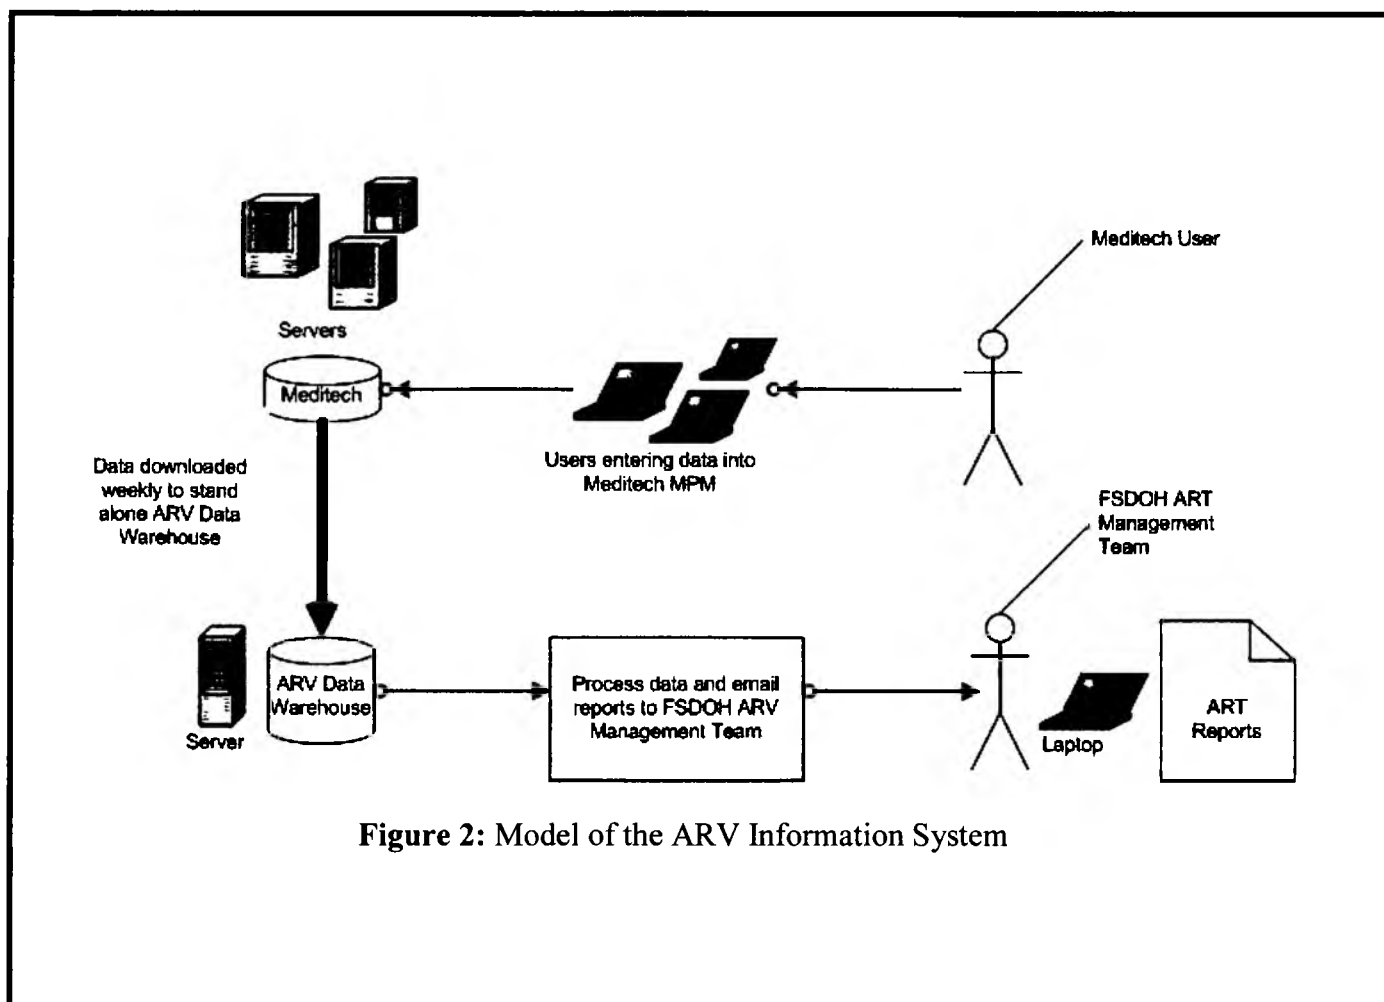 Servers
Meditech
Meditech User
Users entering data into
Meditech MPM
Data downloaded
weekly to stand
alone ARV Data
Warehouse
FSDOH ART
Management
Team
Server
ARV Data
Warehouse
Process data and email
reports to FSDOH ARV
Management Team
Laptop
ART
Reports
Figure 2: Model of the ARV Information System